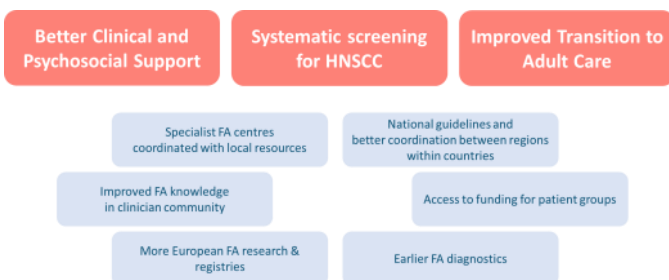 Better Clinical and
Psychosocial Support
Systematic screening
for HNSCC
Improved Transition to
Adult Care
Specialist FA centres
coordinated with local resources
National guidelines and
better coordination between regions
within countries
Improved FA knowledge
in clinician community
Access to funding for patient groups
More European FA research &
registries
Earlier FA diagnostics